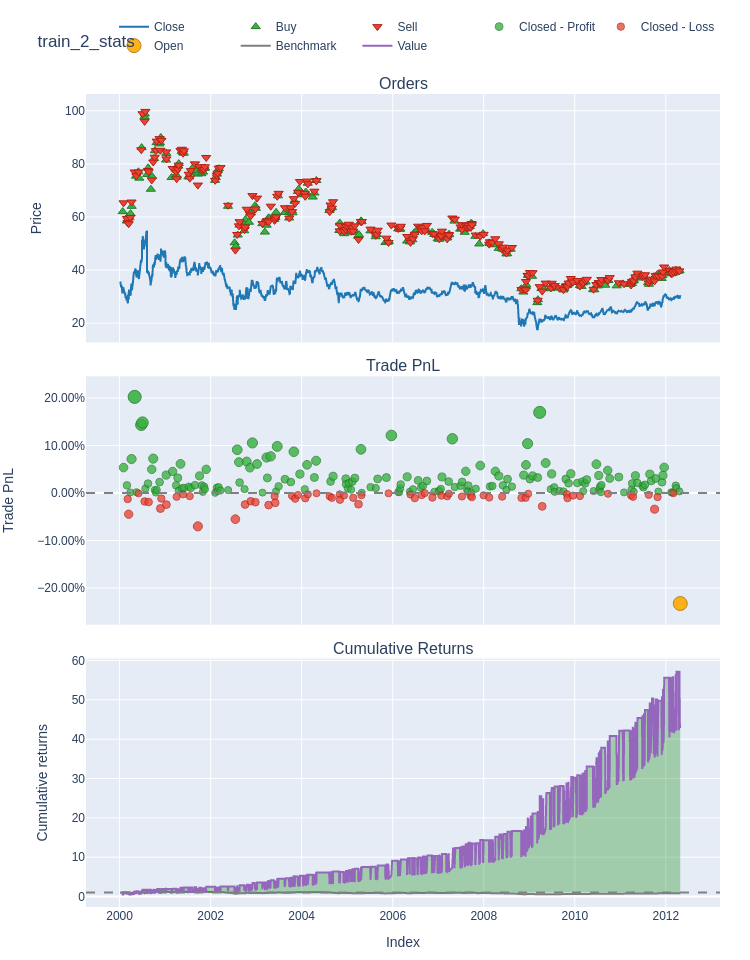 Close Buy Sell Closed - Profit Closed - Loss
train_2_stats Open Benchmark Value
Orders
100
80
60
40
20
Price
Trade PnL
20.00%
10.00%
0.00%
−10.00%
−20.00%
Trade PnL
Cumulative Returns
60
50
40
30
20
10
0
Cumulative returns
2000 2002 2004 2006 2008 2010 2012
Index